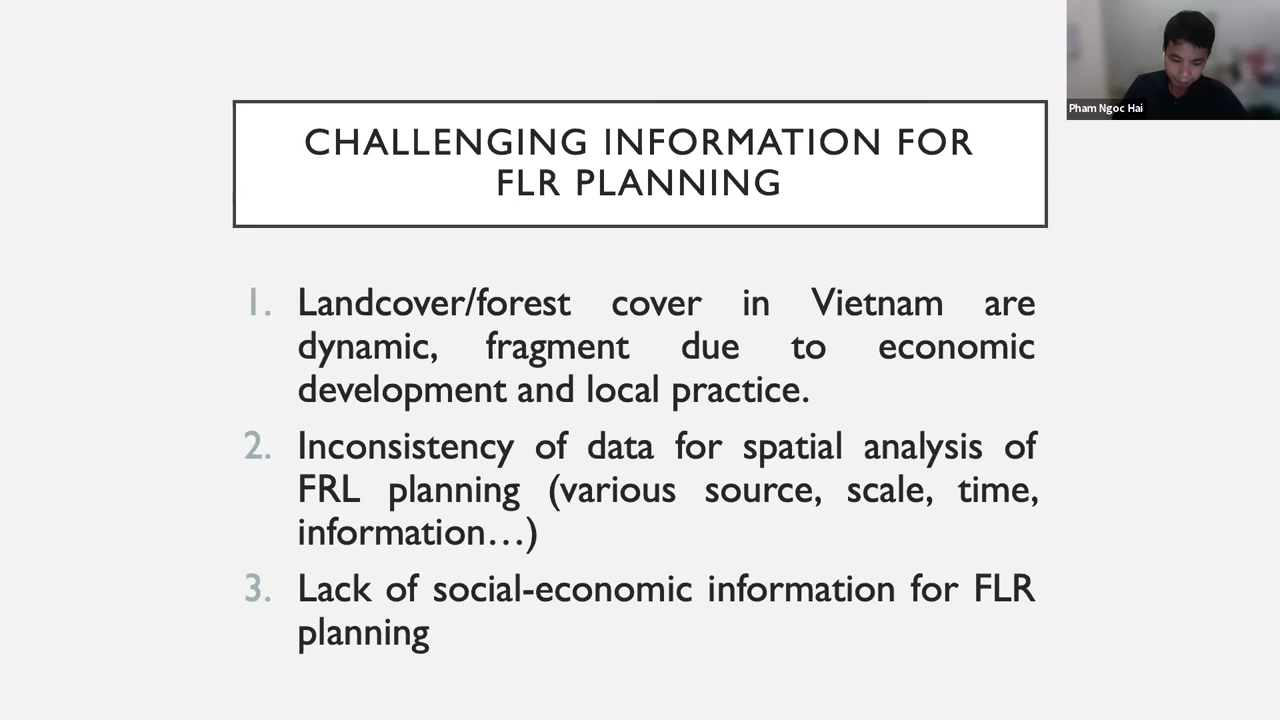 Pham Ngoc Hai
CHALLENGING INFORMATION FOR
FLR PLANNING
1. Landcover/forest cover in Vietnam are
dynamic, fragment due to economic
development and local practice.
2. Inconsistency of data for spatial analysis of
FRL planning (various source, scale, time,
information…)
3. Lack of social-economic information for FLR
planning